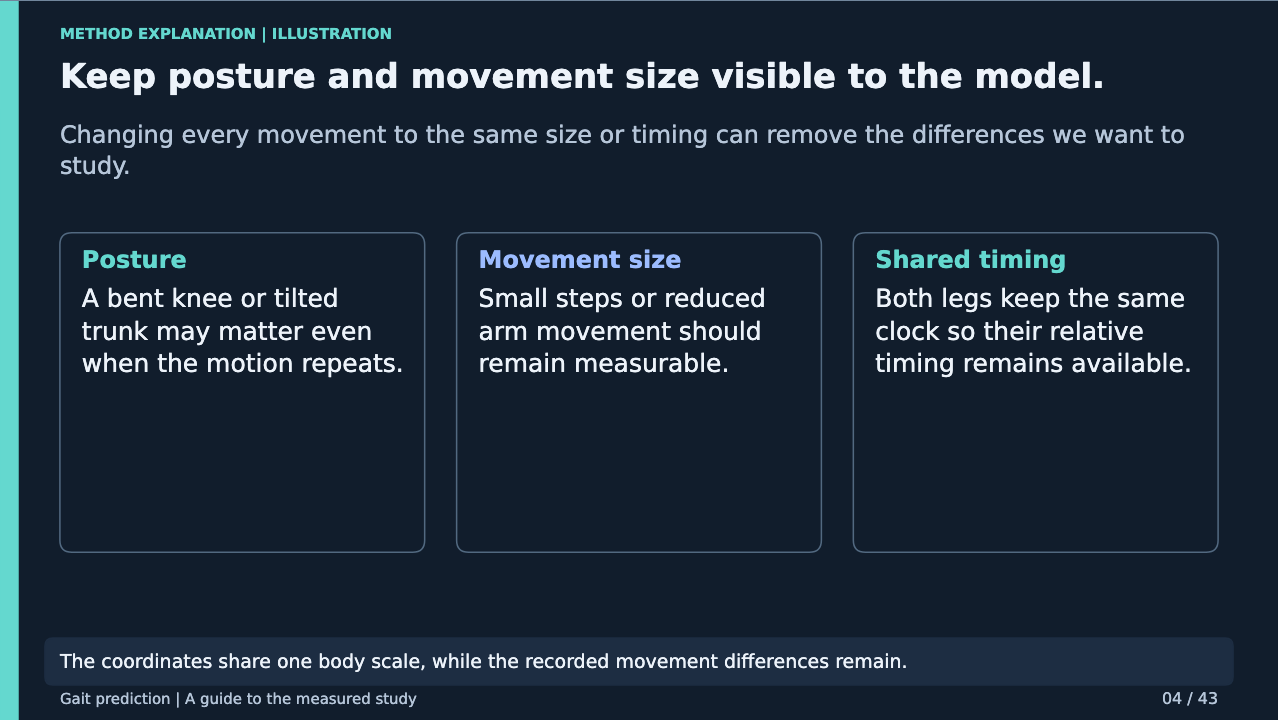 METHOD EXPLANATION | ILLUSTRATION
Keep posture and movement size visible to the model.
Changing every movement to the same size or timing can remove the differences we want to
study.
Posture
A bent knee or tilted
trunk may matter even
when the motion repeats.
Movement size
Small steps or reduced
arm movement should
remain measurable.
Shared timing
Both legs keep the same
clock so their relative
timing remains available.
The coordinates share one body scale, while the recorded movement differences remain.
Gait prediction | A guide to the measured study
04 / 43